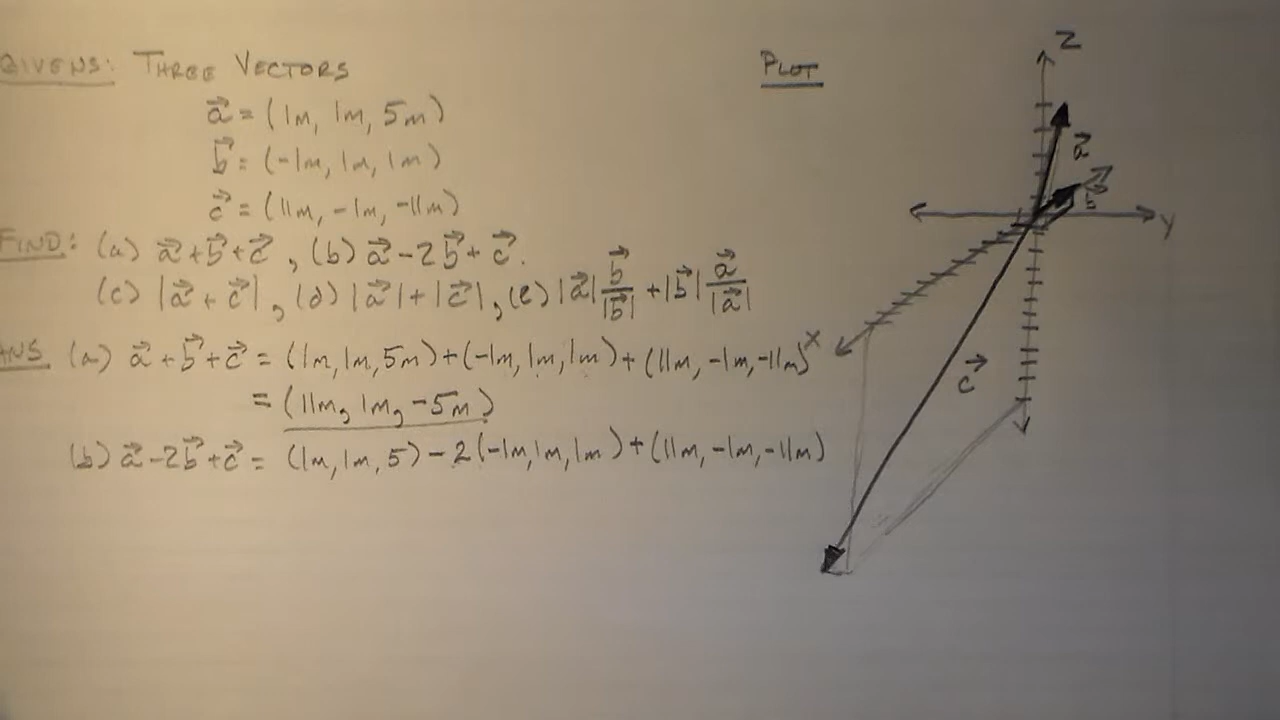 GIVENS: THREE VECTORS
a⃗ = (1m, 1m, 5m)
b⃗ = (-1m, 1m, 1m)
c⃗ = (11m, -1m, -11m)
FIND: (a) a⃗+b⃗+c⃗, (b) a⃗-2b⃗+c⃗.
(c) |a⃗+c⃗|, (d) |a⃗|+|c⃗|, (e) |a⃗| b⃗/|b⃗| + |b⃗| a⃗/|a⃗|
ANS (a) a⃗+b⃗+c⃗ = (1m, 1m, 5m)+(-1m, 1m, 1m)+(11m, -1m, -11m)
= (11m, 1m, -5m)
(b) a⃗-2b⃗+c⃗ = (1m, 1m, 5) - 2(-1m, 1m, 1m)+(11m, -1m, -11m)
PLOT
Z
a⃗
b⃗
Y
X
c⃗